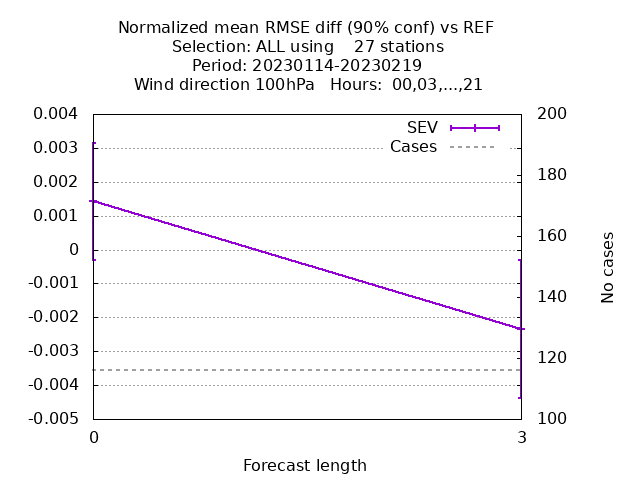 Normalized mean RMSE diff (90% conf) vs REF
Selection: ALL using    27 stations
Period: 20230114-20230219
Wind direction 100hPa   Hours:  00,03,...,21
0.004
0.003
0.002
0.001
0
-0.001
-0.002
-0.003
-0.004
-0.005
SEV
Cases
200
180
160
140
120
100
No cases
0
3
Forecast length